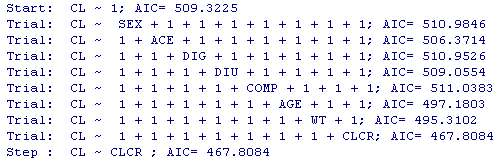 Start: CL ~ 1; AIC= 509.3225
Trial: CL ~ SEX + 1 + 1 + 1 + 1 + 1 + 1 + 1; AIC= 510.9846
Trial: CL ~ 1 + ACE + 1 + 1 + 1 + 1 + 1 + 1; AIC= 506.3714
Trial: CL ~ 1 + 1 + DIG + 1 + 1 + 1 + 1 + 1; AIC= 510.9526
Trial: CL ~ 1 + 1 + 1 + DIU + 1 + 1 + 1 + 1; AIC= 509.0554
Trial: CL ~ 1 + 1 + 1 + 1 + COMP + 1 + 1 + 1; AIC= 511.0383
Trial: CL ~ 1 + 1 + 1 + 1 + 1 + AGE + 1 + 1; AIC= 497.1803
Trial: CL ~ 1 + 1 + 1 + 1 + 1 + 1 + WT + 1; AIC= 495.3102
Trial: CL ~ 1 + 1 + 1 + 1 + 1 + 1 + 1 + CLCR; AIC= 467.8084
Step : CL ~ CLCR ; AIC= 467.8084